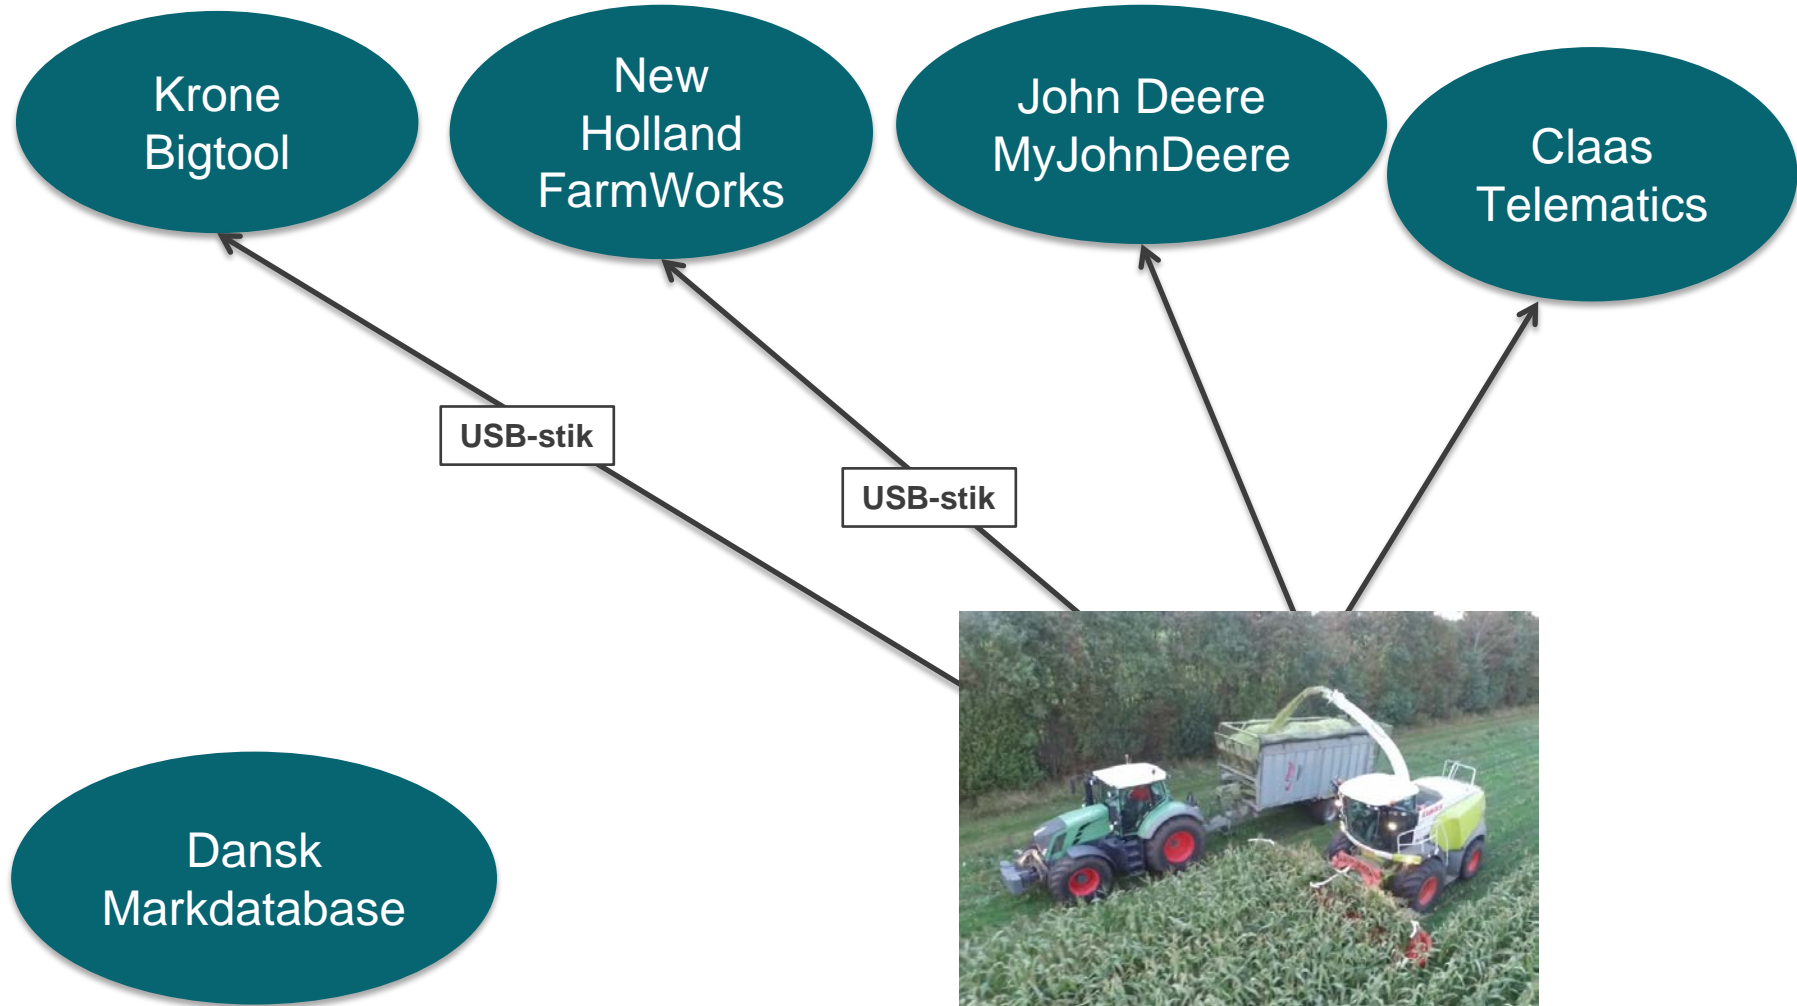 Krone
Bigtool
New
Holland
FarmWorks
John Deere
MyJohnDeere
Claas
Telematics
USB-stik
USB-stik
Dansk
Markdatabase